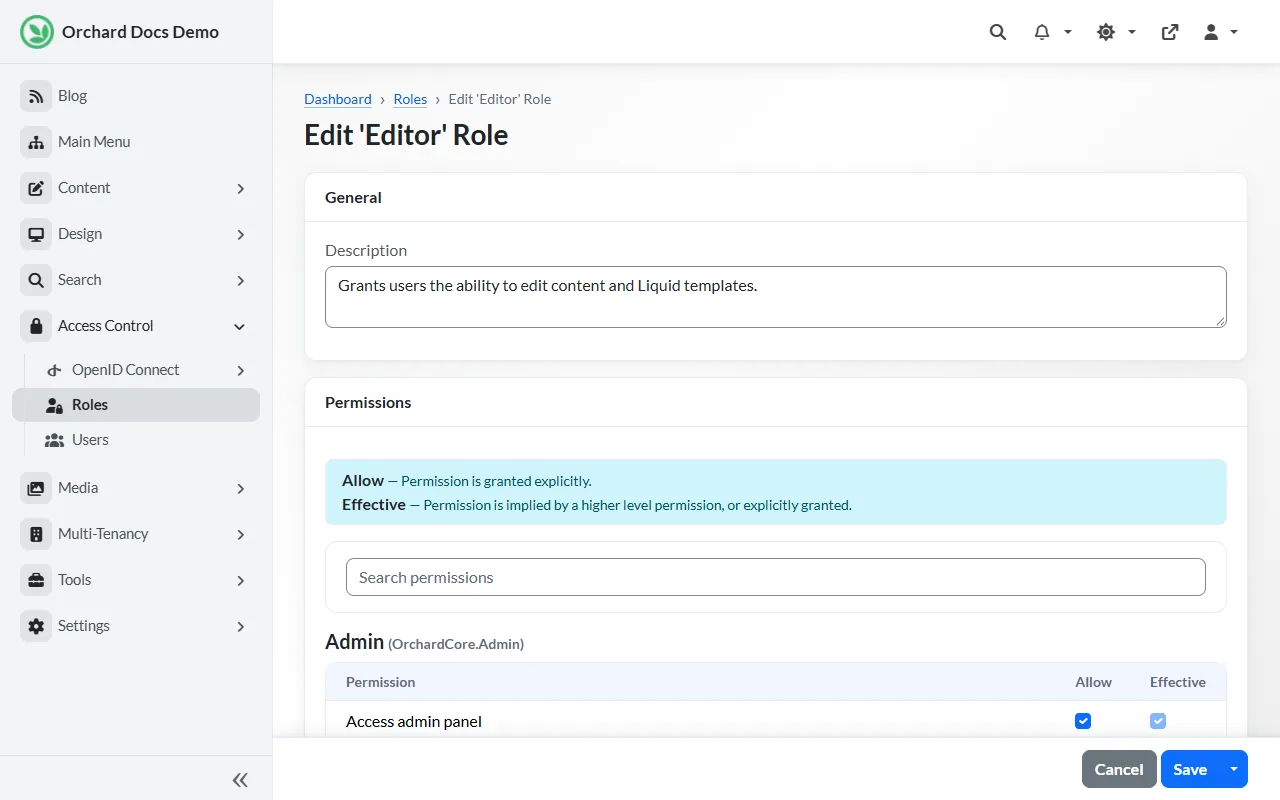 Orchard Docs Demo
Blog
Main Menu
Content
Design
Search
Access Control
OpenID Connect
Roles
Users
Media
Multi-Tenancy
Tools
Settings
Dashboard › Roles › Edit 'Editor' Role
Edit 'Editor' Role
General
Description
Grants users the ability to edit content and Liquid templates.
Permissions
Allow — Permission is granted explicitly.
Effective — Permission is implied by a higher level permission, or explicitly granted.
Search permissions
Admin (OrchardCore.Admin)
Permission Allow Effective
Access admin panel
Cancel Save